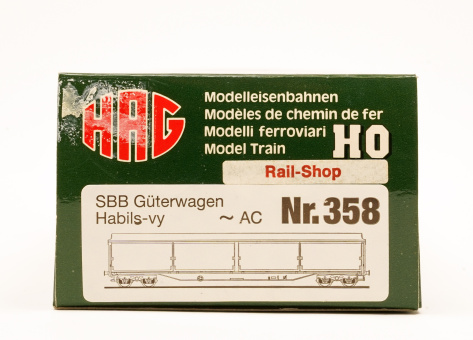 HAG
Modelleisenbahnen
Modèles de chemin de fer
Modelli ferroviari
Model Train
HO
Rail-Shop
SBB Güterwagen
Habils-vy ~ AC Nr.358